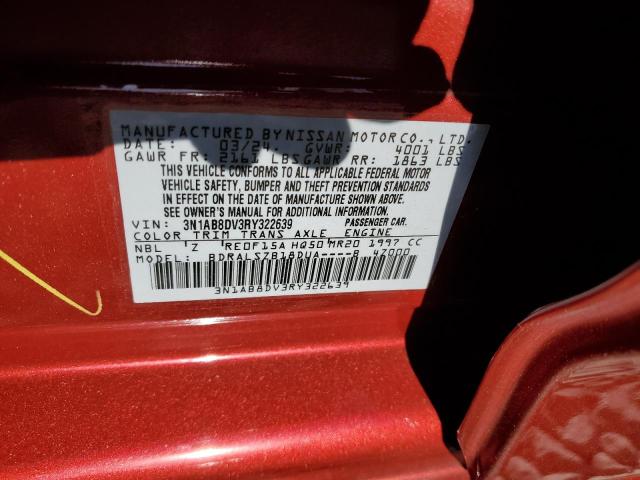 MANUFACTURED BY NISSAN MOTOR CO., LTD.
DATE: 03/24 GVWR: 4001 LBS
GAWR FR: 2161 LBS GAWR RR: 1863 LBS
THIS VEHICLE CONFORMS TO ALL APPLICABLE FEDERAL MOTOR
VEHICLE SAFETY, BUMPER AND THEFT PREVENTION STANDARDS
IN EFFECT ON THE DATE OF MANUFACTURE SHOWN ABOVE.
SEE OWNER'S MANUAL FOR ADDITIONAL INFORMATION.
VIN: 3N1AB8DV3RY322639 PASSENGER CAR.
COLOR TRIM TRANS AXLE ENGINE
NBL Z RE0F15A HQ50 MR20 1997 CC
MODEL: BDRALSZB18DUA----B 4Z000
3N1AB8DV3RY322639